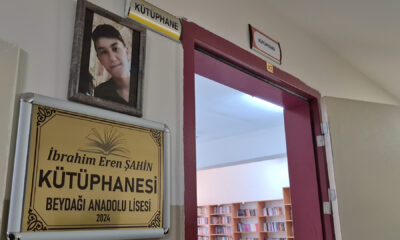 KÜTÜPHANE
KÜTÜPHANE
İbrahim Eren ŞAHİN
KÜTÜPHANESİ
BEYDAĞI ANADOLU LİSESİ
2024